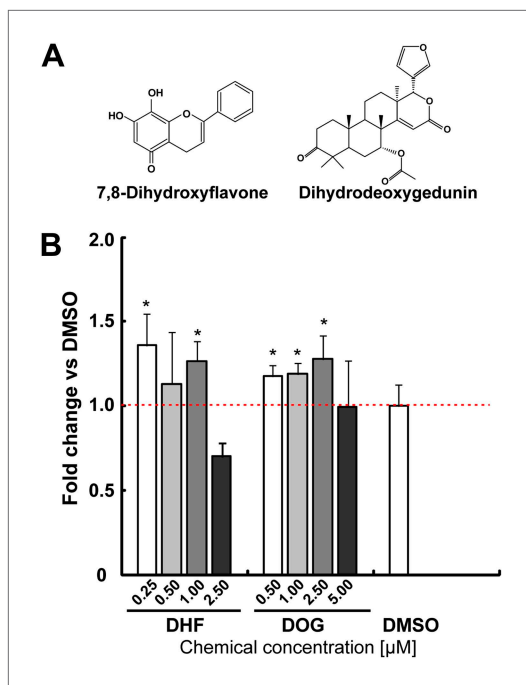 A
OH
HO
O
O
O
O
O
O
O
O
7,8-Dihydroxyflavone
Dihydrodeoxygedunin
B
Fold change vs DMSO
2.0
1.5
1.0
0.5
0
*
*
*
*
*
0.25 0.50 1.00 2.50 0.50 1.00 2.50 5.00
DHF DOG DMSO
Chemical concentration [µM]